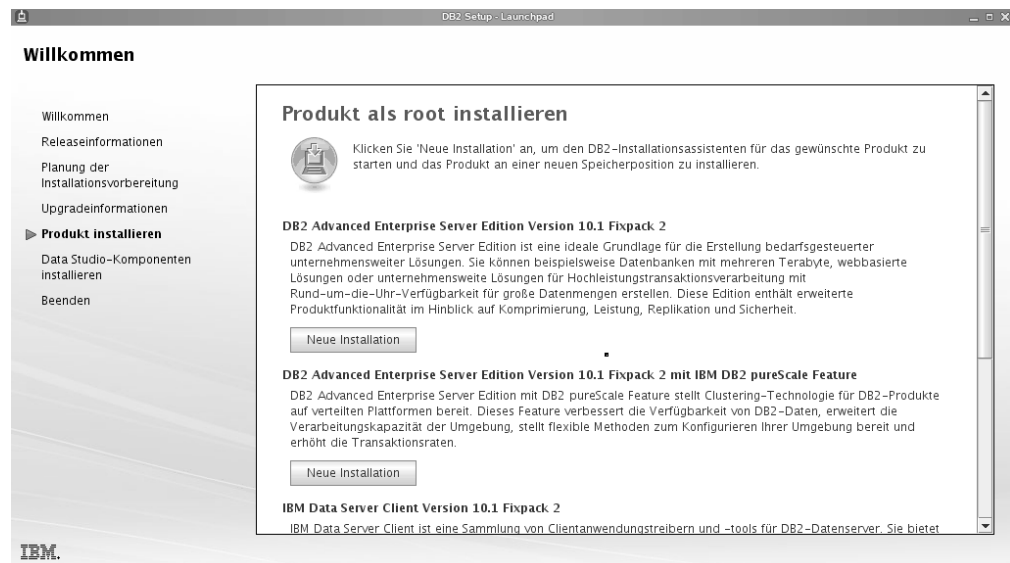 DB2 Setup - Launchpad
Willkommen
Willkommen
Releaseinformationen
Planung der
Installationsvorbereitung
Upgradeinformationen
Produkt installieren
Data Studio-Komponenten
installieren
Beenden
Produkt als root installieren
Klicken Sie 'Neue Installation' an, um den DB2-Installationsassistenten für das gewünschte Produkt zu
starten und das Produkt an einer neuen Speicherposition zu installieren.
DB2 Advanced Enterprise Server Edition Version 10.1 Fixpack 2
DB2 Advanced Enterprise Server Edition ist eine ideale Grundlage für die Erstellung bedarfsgesteuerter
unternehmensweiter Lösungen. Sie können beispielsweise Datenbanken mit mehreren Terabyte, webbasierte
Lösungen oder unternehmensweite Lösungen für Hochleistungstransaktionsverarbeitung mit
Rund-um-die-Uhr-Verfügbarkeit für große Datenmengen erstellen. Diese Edition enthält erweiterte
Produktfunktionalität im Hinblick auf Komprimierung, Leistung, Replikation und Sicherheit.
Neue Installation
DB2 Advanced Enterprise Server Edition Version 10.1 Fixpack 2 mit IBM DB2 pureScale Feature
DB2 Advanced Enterprise Server Edition mit DB2 pureScale Feature stellt Clustering-Technologie für DB2-Produkte
auf verteilten Plattformen bereit. Dieses Feature verbessert die Verfügbarkeit von DB2-Daten, erweitert die
Verarbeitungskapazität der Umgebung, stellt flexible Methoden zum Konfigurieren Ihrer Umgebung bereit und
erhöht die Transaktionsraten.
Neue Installation
IBM Data Server Client Version 10.1 Fixpack 2
IBM Data Server Client ist eine Sammlung von Clientanwendungstreibern und -tools für DB2-Datenserver. Sie bietet
IBM.